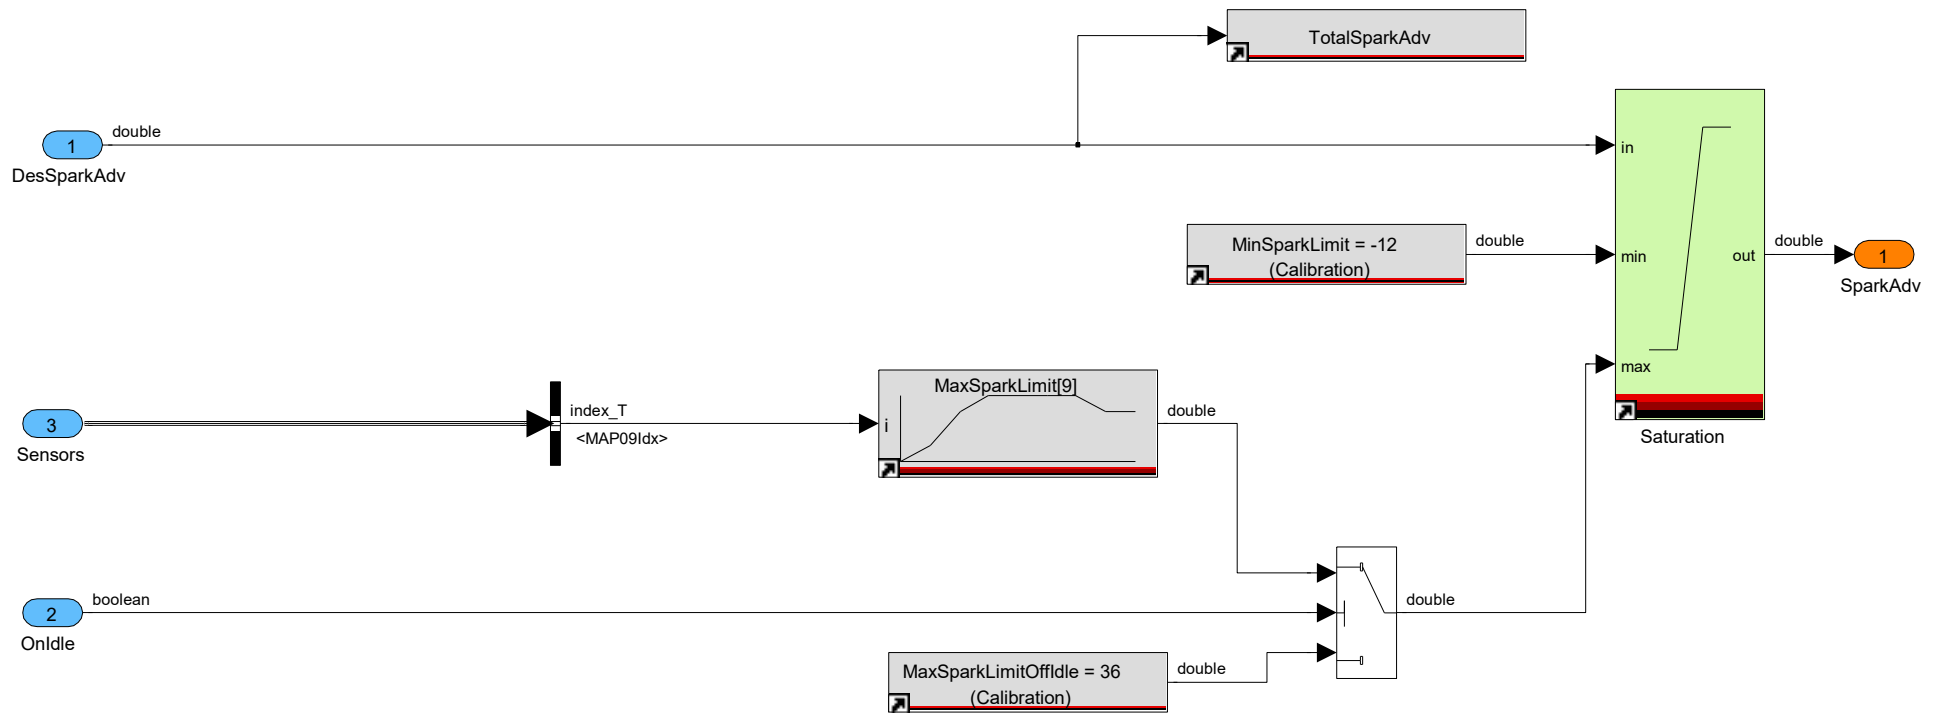 TotalSparkAdv
double
1
DesSparkAdv
in
MinSparkLimit = -12
(Calibration)
double
min
out
double
1
SparkAdv
max
Saturation
3
Sensors
index_T
<MAP09Idx>
MaxSparkLimit[9]
i
double
2
OnIdle
boolean
double
MaxSparkLimitOffIdle = 36
(Calibration)
double